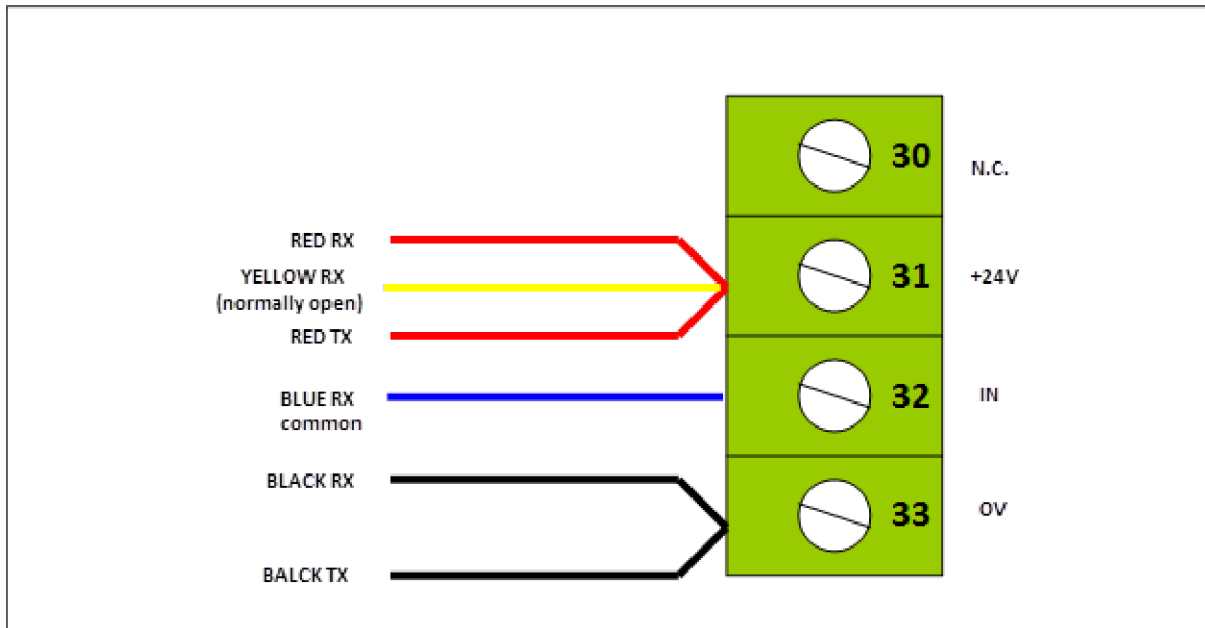 30
N.C.
RED RX
YELLOW RX
(normally open)
RED TX
31
+24V
BLUE RX
common
32
IN
BLACK RX
BALCK TX
33
OV